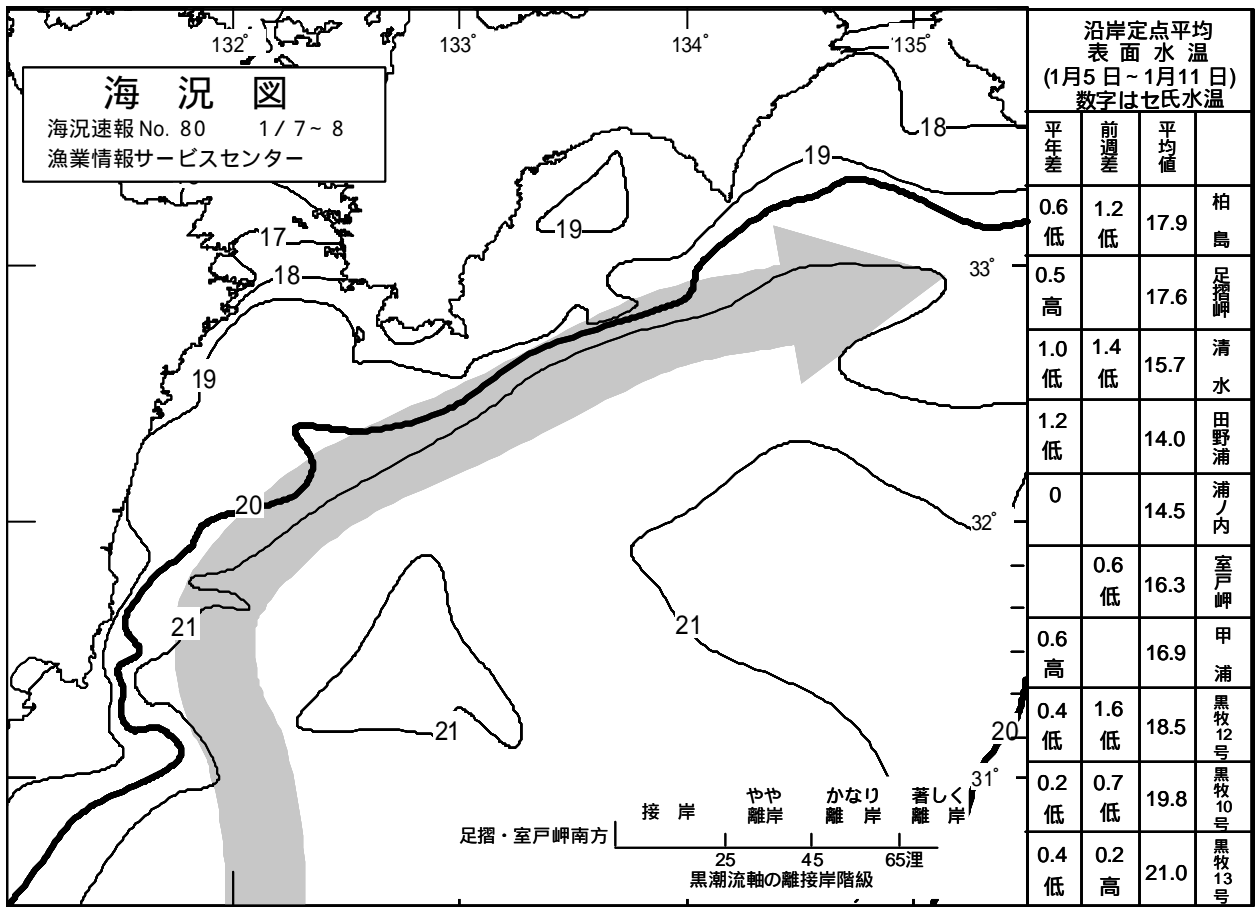 132°
133°
134°
135°
海況図
海況速報 No. 80 1/7~8
漁業情報サービスセンター
18
19
19
17
18
33°
19
20
32°
21
21
21
20
31°
接岸
やや離岸
かなり離岸
著しく離岸
足摺・室戸岬南方
25 45 65浬
黒潮流軸の離接岸階級
沿岸定点平均
表面水温
(1月5日~1月11日)
数字はセ氏水温
平年差 前週差 平均値
0.6低 1.2低 17.9 柏島
0.5高 17.6 足摺岬
1.0低 1.4低 15.7 清水
1.2低 14.0 田野浦
0 14.5 浦ノ内
0.6低 16.3 室戸岬
0.6高 16.9 甲浦
0.4低 1.6低 18.5 黒牧12号
0.2低 0.7低 19.8 黒牧10号
0.4低 0.2高 21.0 黒牧13号